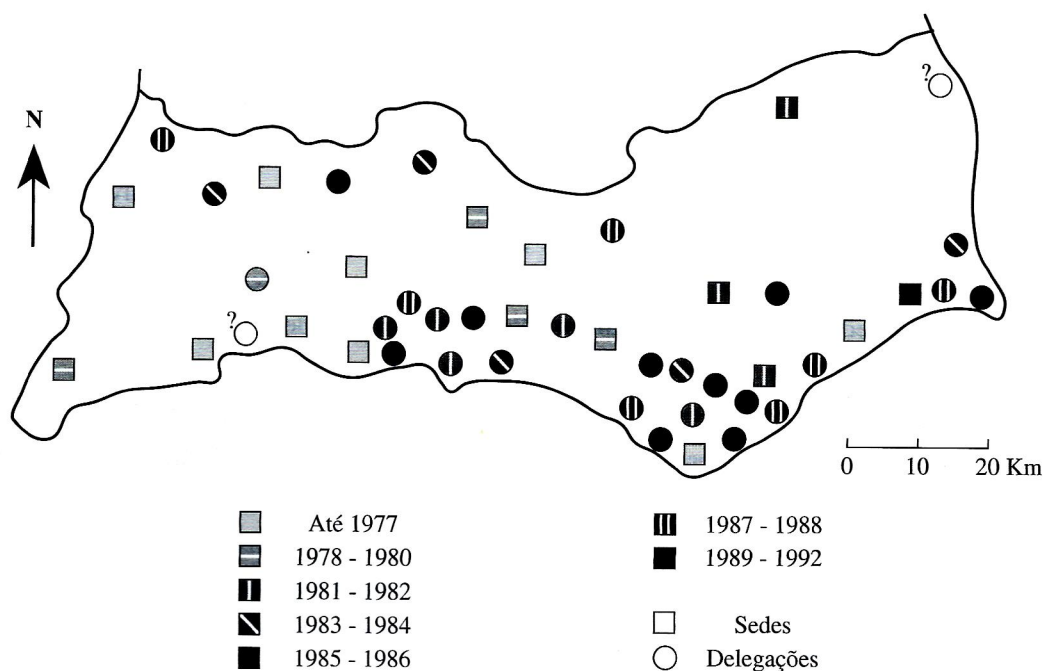 ?
N
?
0 10 20 Km
Até 1977
1978 - 1980
1981 - 1982
1983 - 1984
1985 - 1986
1987 - 1988
1989 - 1992
Sedes
Delegações